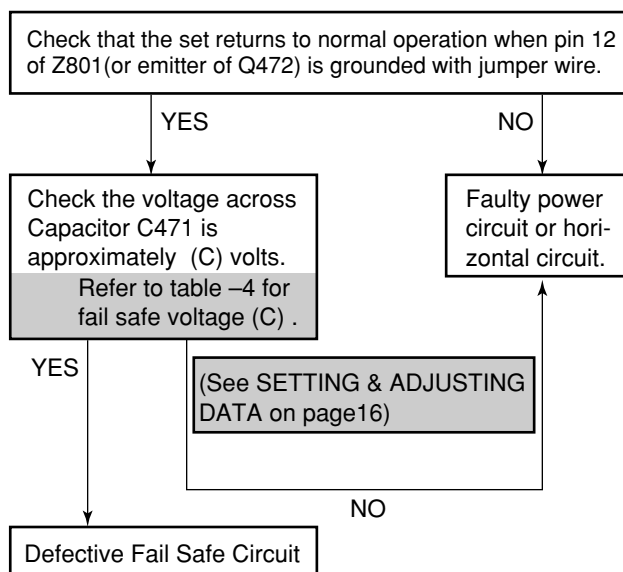 Check that the set returns to normal operation when pin 12
of Z801(or emitter of Q472) is grounded with jumper wire.
YES
NO
Check the voltage across
Capacitor C471 is
approximately (C) volts.
Refer to table –4 for
fail safe voltage (C) .
Faulty power
circuit or hori-
zontal circuit.
YES
(See SETTING & ADJUSTING
DATA on page16)
NO
Defective Fail Safe Circuit